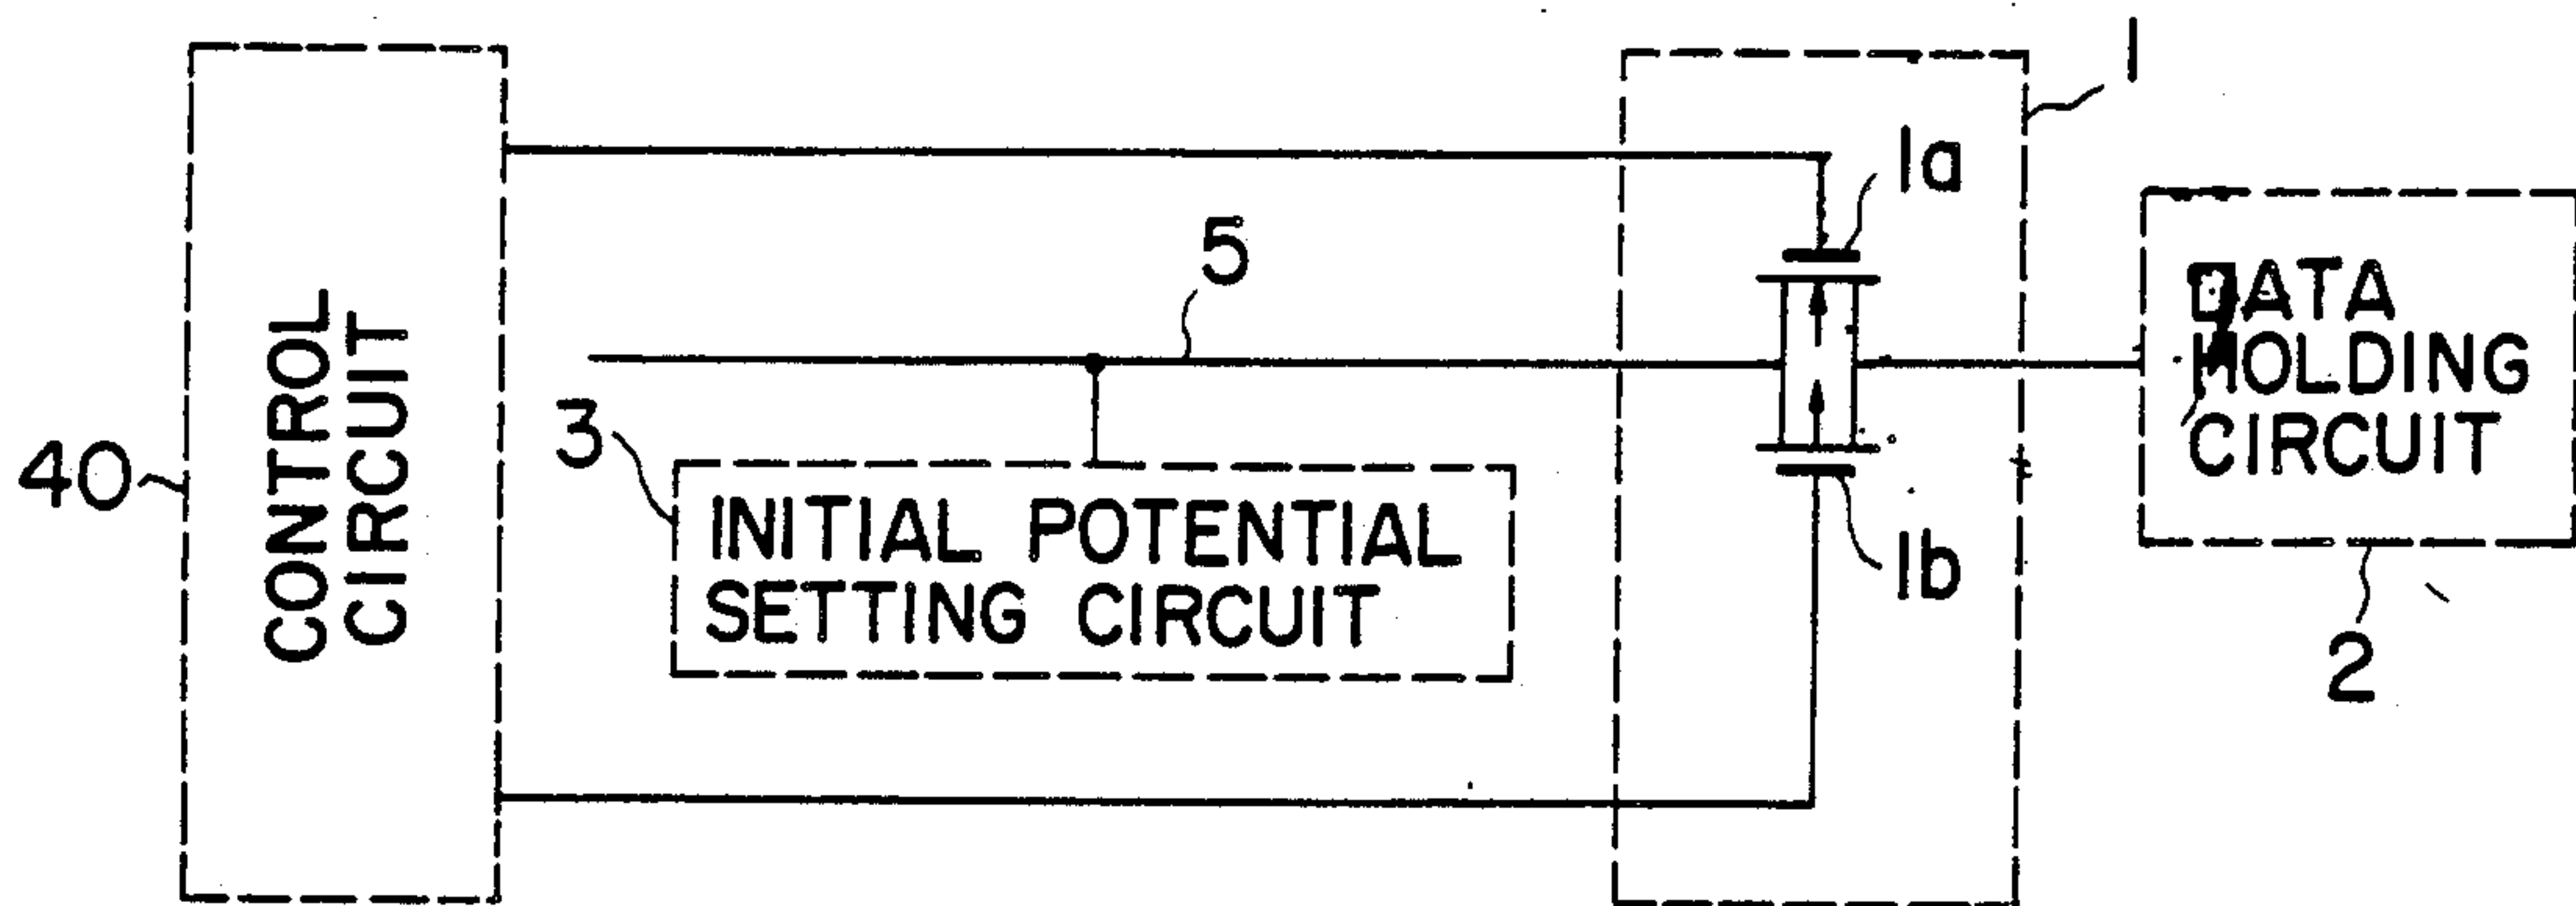 1
1a
5
DATA
HOLDING
CIRCUIT
CONTROL
CIRCUIT
40
3
INITIAL POTENTIAL
SETTING CIRCUIT
1b
2